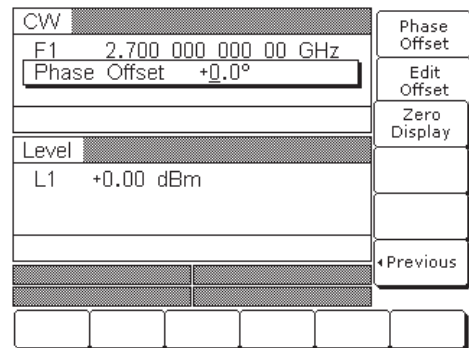 CW
F1 2.700 000 000 00 GHz
Phase Offset +0.0°
Level
L1 +0.00 dBm
Phase
Offset
Edit
Offset
Zero
Display
◂Previous